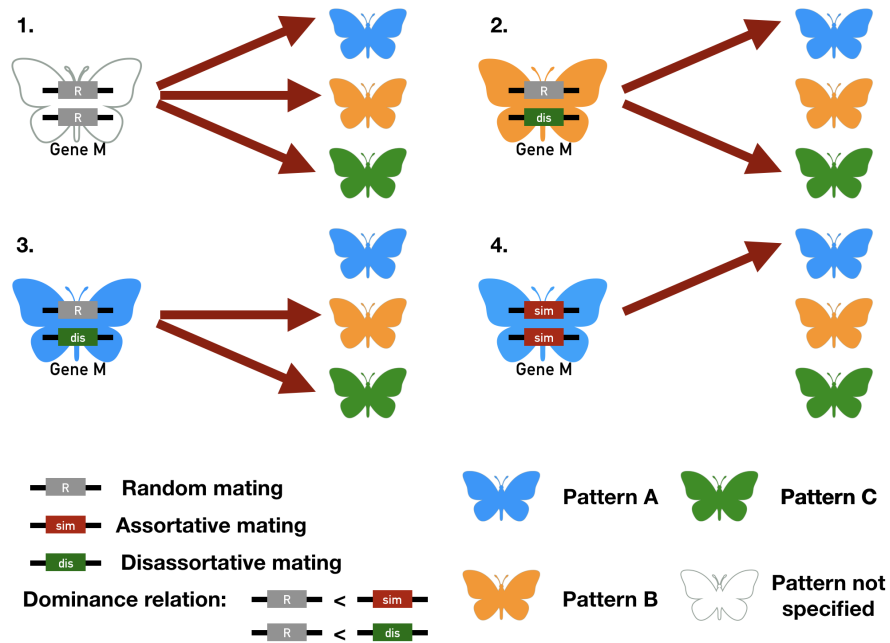 1.
R
R
Gene M
2.
R
dis
Gene M
3.
R
dis
Gene M
4.
sim
sim
Gene M
R Random mating
sim Assortative mating
dis Disassortative mating
Dominance relation: R < sim
R < dis
Pattern A
Pattern C
Pattern B
Pattern not
specified